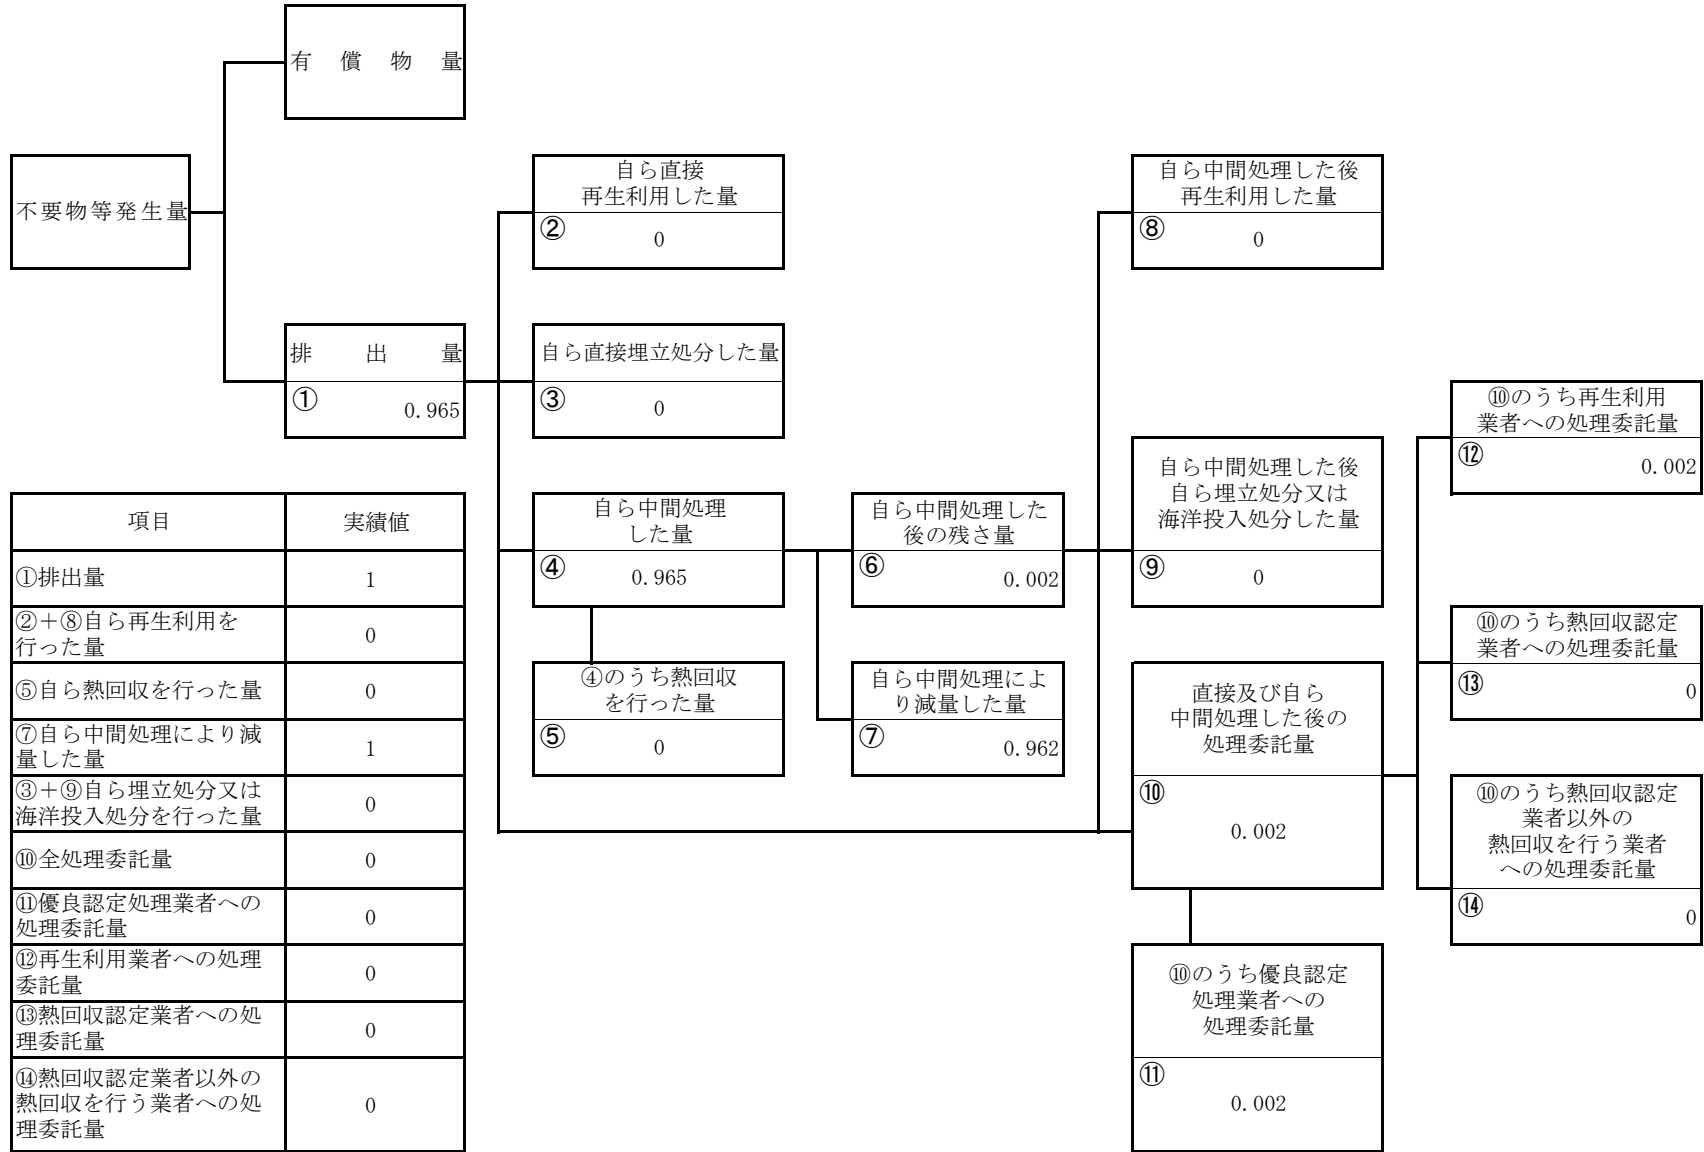 有償物量
不要物等発生量
排出量
①
0.965
自ら直接
再生利用した量
②
0
自ら直接埋立処分した量
③
0
自ら中間処理
した量
④
0.965
④のうち熱回収
を行った量
⑤
0
自ら中間処理した
後の残さ量
⑥
0.002
自ら中間処理によ
り減量した量
⑦
0.962
自ら中間処理した後
再生利用した量
⑧
0
自ら中間処理した後
自ら埋立処分又は
海洋投入処分した量
⑨
0
直接及び自ら
中間処理した後の
処理委託量
⑩
0.002
⑩のうち優良認定
処理業者への
処理委託量
⑪
0.002
⑩のうち再生利用
業者への処理委託量
⑫
0.002
⑩のうち熱回収認定
業者への処理委託量
⑬
0
⑩のうち熱回収認定
業者以外の
熱回収を行う業者
への処理委託量
⑭
0
項目 実績値
①排出量 1
②＋⑧自ら再生利用を
行った量 0
⑤自ら熱回収を行った量 0
⑦自ら中間処理により減
量した量 1
③＋⑨自ら埋立処分又は
海洋投入処分を行った量 0
⑩全処理委託量 0
⑪優良認定処理業者への
処理委託量 0
⑫再生利用業者への処理
委託量 0
⑬熱回収認定業者への処
理委託量 0
⑭熱回収認定業者以外の
熱回収を行う業者への処
理委託量 0